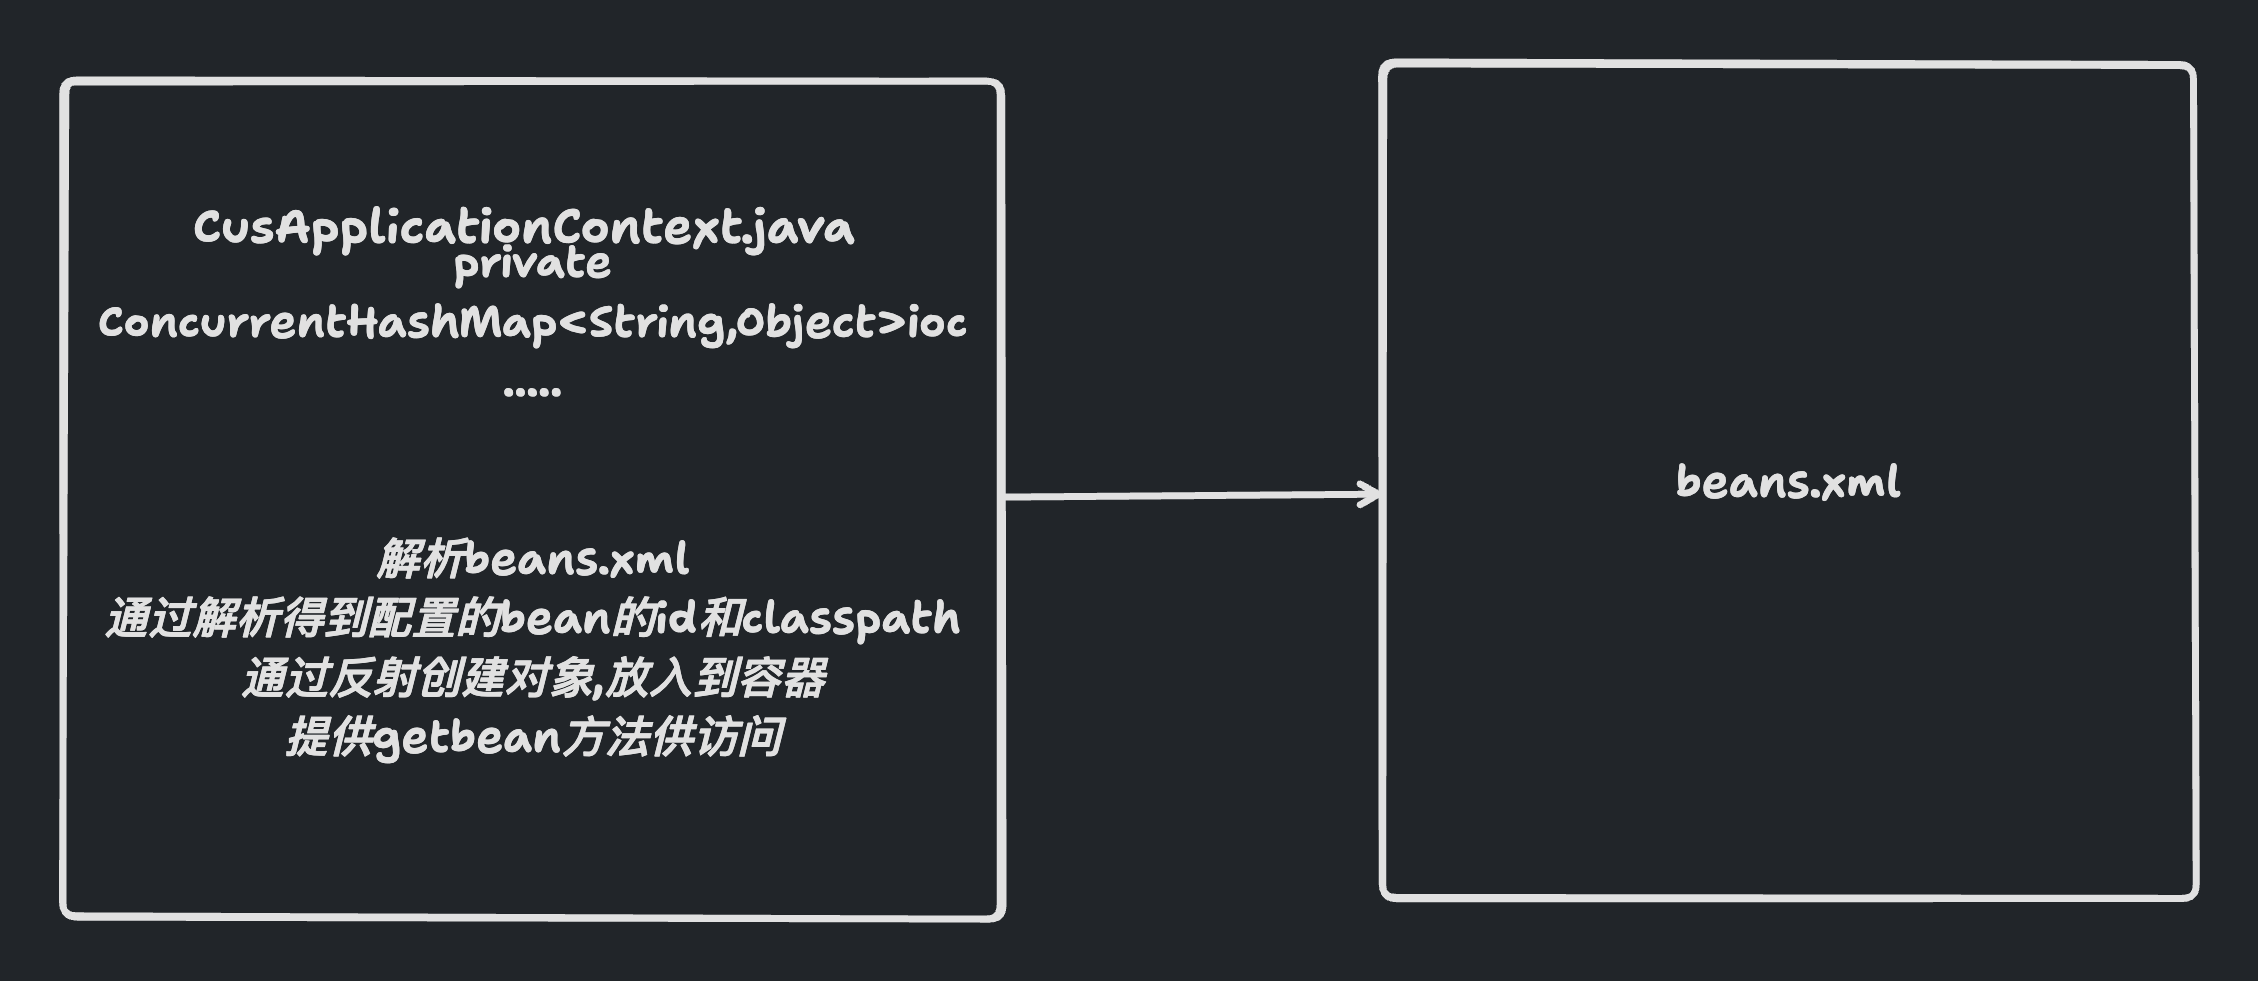 CusApplicationContext.java
private
ConcurrentHashMap<String,Object>ioc
.....
解析beans.xml
通过解析得到配置的bean的id和classpath
通过反射创建对象,放入到容器
提供getbean方法供访问
beans.xml